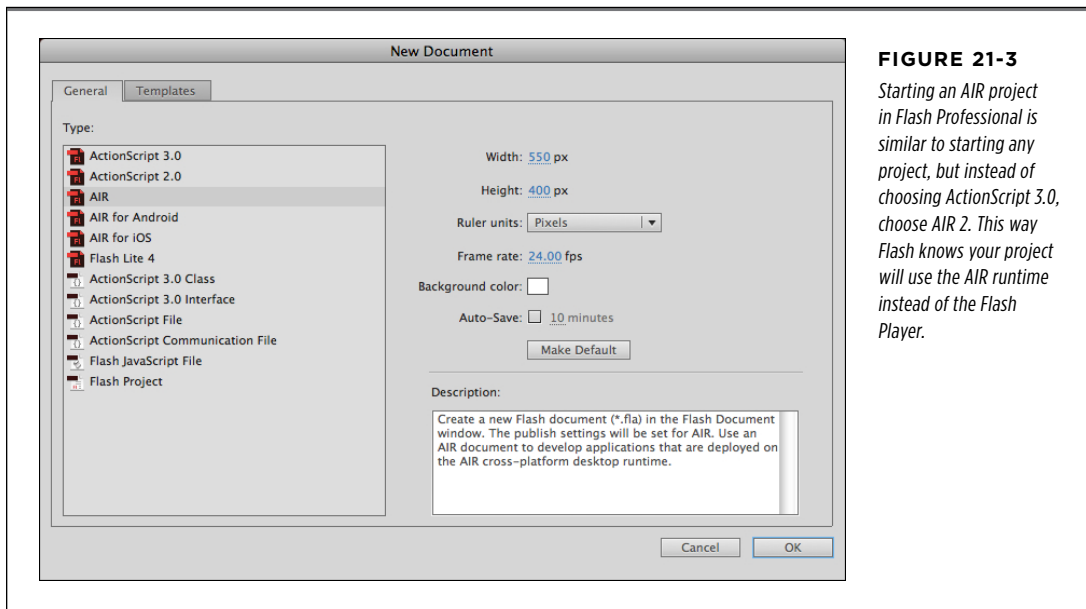 New Document
General
Templates
Type:
ActionScript 3.0
ActionScript 2.0
AIR
AIR for Android
AIR for iOS
Flash Lite 4
ActionScript 3.0 Class
ActionScript 3.0 Interface
ActionScript File
ActionScript Communication File
Flash JavaScript File
Flash Project
Width: 550 px
Height: 400 px
Ruler units: Pixels
Frame rate: 24.00 fps
Background color:
Auto-Save: 10 minutes
Make Default
Description:
Create a new Flash document (*.fla) in the Flash Document
window. The publish settings will be set for AIR. Use an
AIR document to develop applications that are deployed on
the AIR cross-platform desktop runtime.
Cancel
OK
FIGURE 21-3
Starting an AIR project
in Flash Professional is
similar to starting any
project, but instead of
choosing ActionScript 3.0,
choose AIR 2. This way
Flash knows your project
will use the AIR runtime
instead of the Flash
Player.